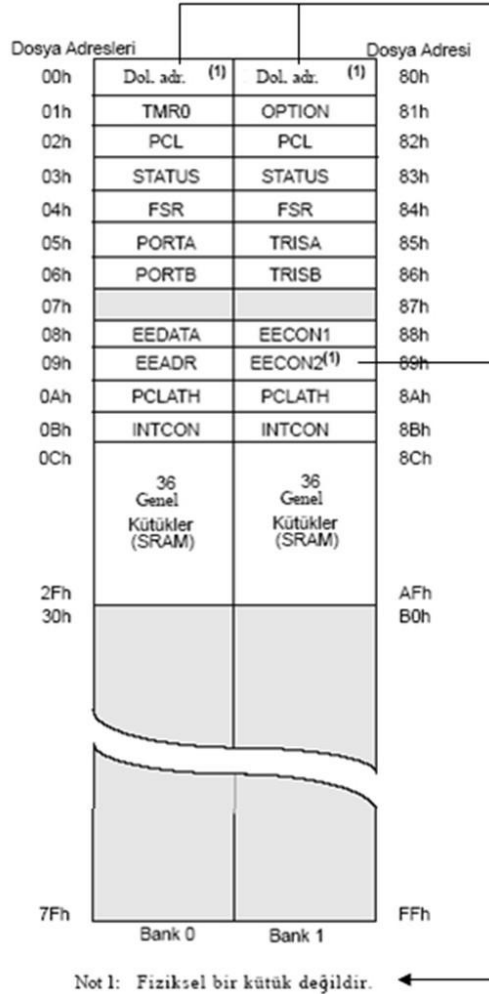 Dosya Adresleri Dosya Adresi
00h Dol. adr. (1) Dol. adr. (1) 80h
01h TMR0 OPTION 81h
02h PCL PCL 82h
03h STATUS STATUS 83h
04h FSR FSR 84h
05h PORTA TRISA 85h
06h PORTB TRISB 86h
07h 87h
08h EEDATA EECON1 88h
09h EEADR EECON2(1) 89h
0Ah PCLATH PCLATH 8Ah
0Bh INTCON INTCON 8Bh
0Ch 8Ch
36 36
Genel Genel
Kütükler Kütükler
(SRAM) (SRAM)
2Fh AFh
30h B0h
7Fh FFh
Bank 0 Bank 1
Not 1: Fiziksel bir kütük değildir.